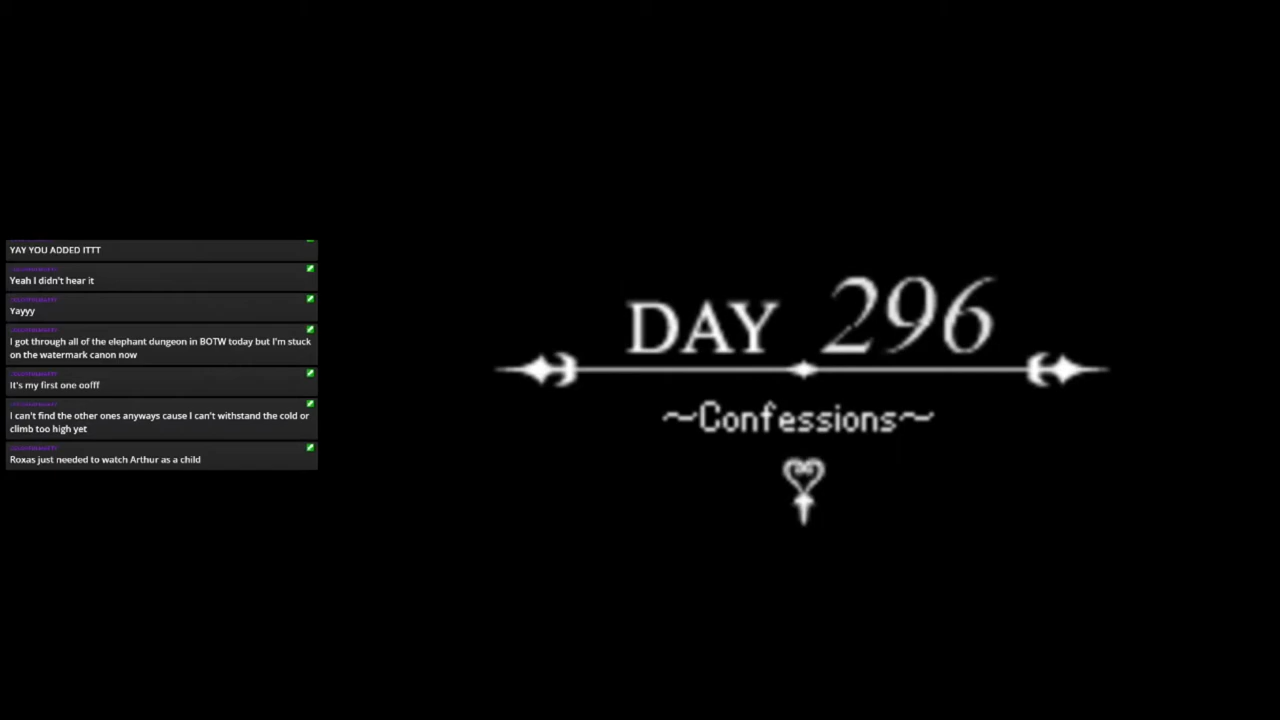 YAY YOU ADDED ITTT
Yeah I didn't hear it
Yayyy
I got through all of the elephant dungeon in BOTW today but I'm stuck
on the watermark canon now
It's my first one oofff
I can't find the other ones anyways cause I can't withstand the cold or
climb too high yet
Roxas just needed to watch Arthur as a child
DAY 296
~Confessions~